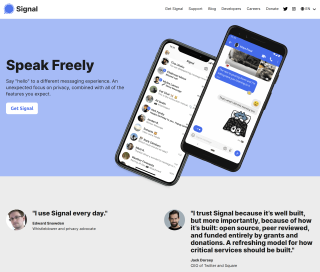 Signal
Get Signal Support Blog Developers Careers Donate EN
Speak Freely
Say "hello" to a different messaging experience. An
unexpected focus on privacy, combined with all of the
features you expect.
Get Signal
Signal
"I use Signal every day."
Edward Snowden
Whistleblower and privacy advocate
"I trust Signal because it's well built,
but more importantly, because of how
it's built: open source, peer reviewed,
and funded entirely by grants and
donations. A refreshing model for how
critical services should be built."
Jack Dorsey
CEO of Twitter and Square